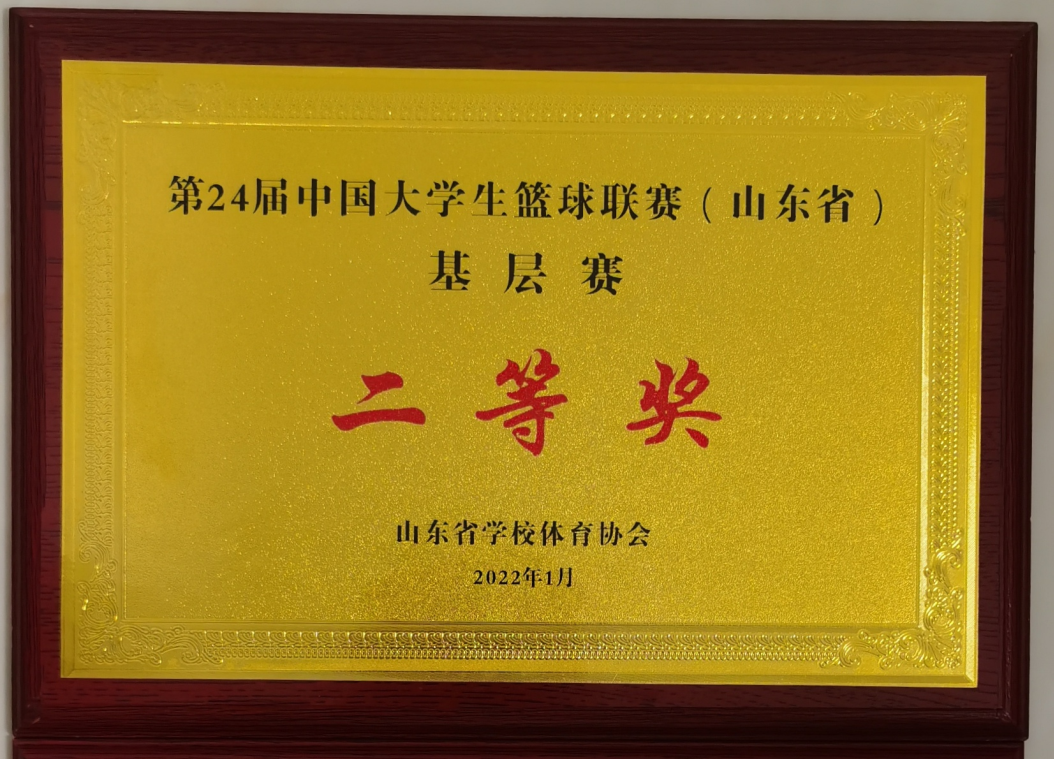 第24届中国大学生篮球联赛（山东省）
基层赛
二等奖
山东省学校体育协会
2022年1月